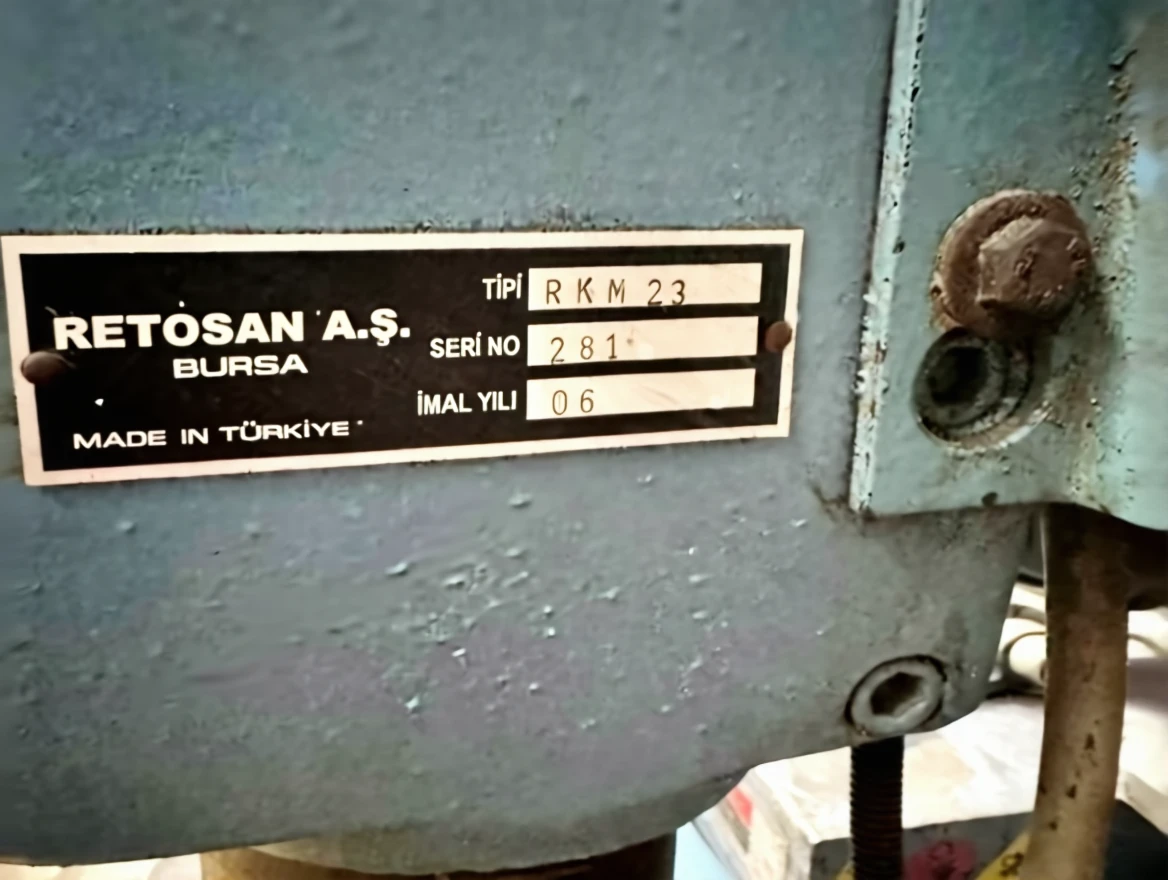 RETOSAN A.Ş.
BURSA
MADE IN TÜRKİYE
TİPİ RKM 23
SERİ NO 281
İMAL YILI 06